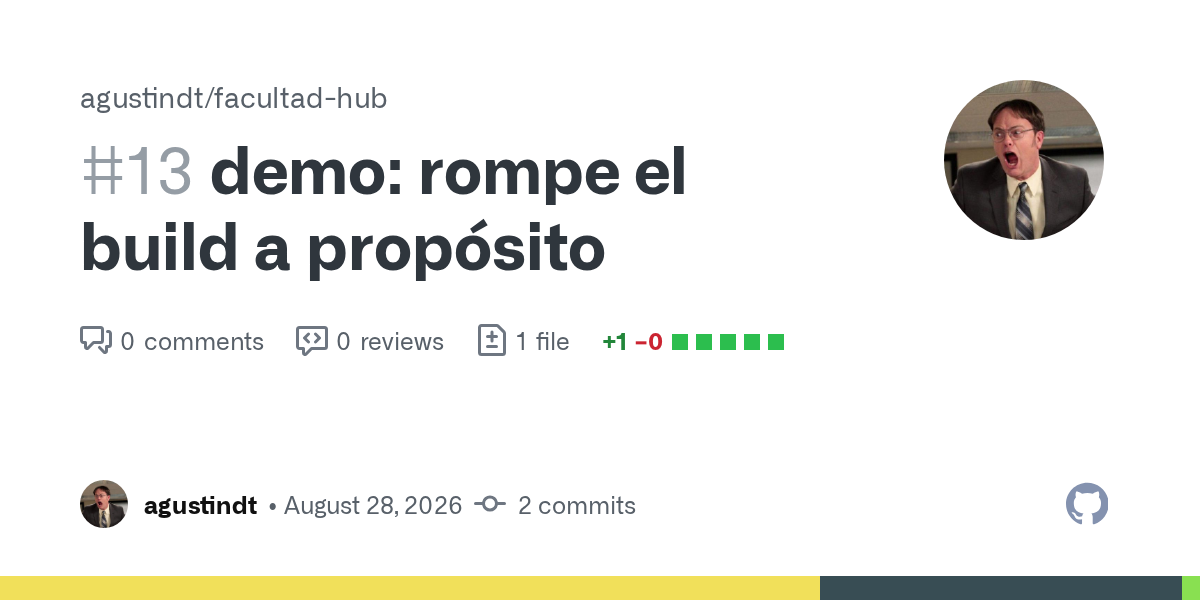 agustindt/facultad-hub
#13 demo: rompe el
build a propósito
0 comments 0 reviews 1 file +1 −0
agustindt • August 28, 2026 2 commits